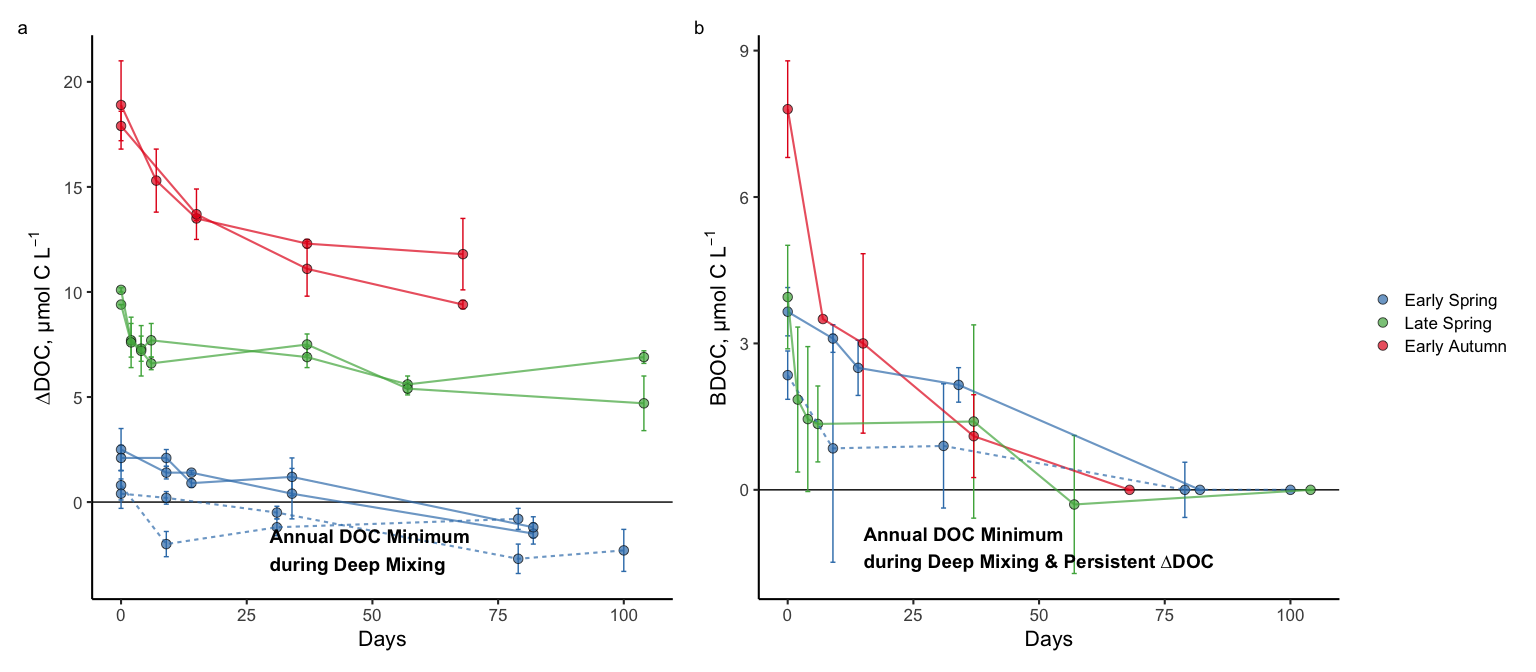 a
20
15
10
5
0
ΔDOC, μmol C L⁻¹
Annual DOC Minimum
during Deep Mixing
0
25
50
75
100
Days
b
9
6
3
0
BDOC, μmol C L⁻¹
Annual DOC Minimum
during Deep Mixing & Persistent ΔDOC
0
25
50
75
100
Days
Early Spring
Late Spring
Early Autumn